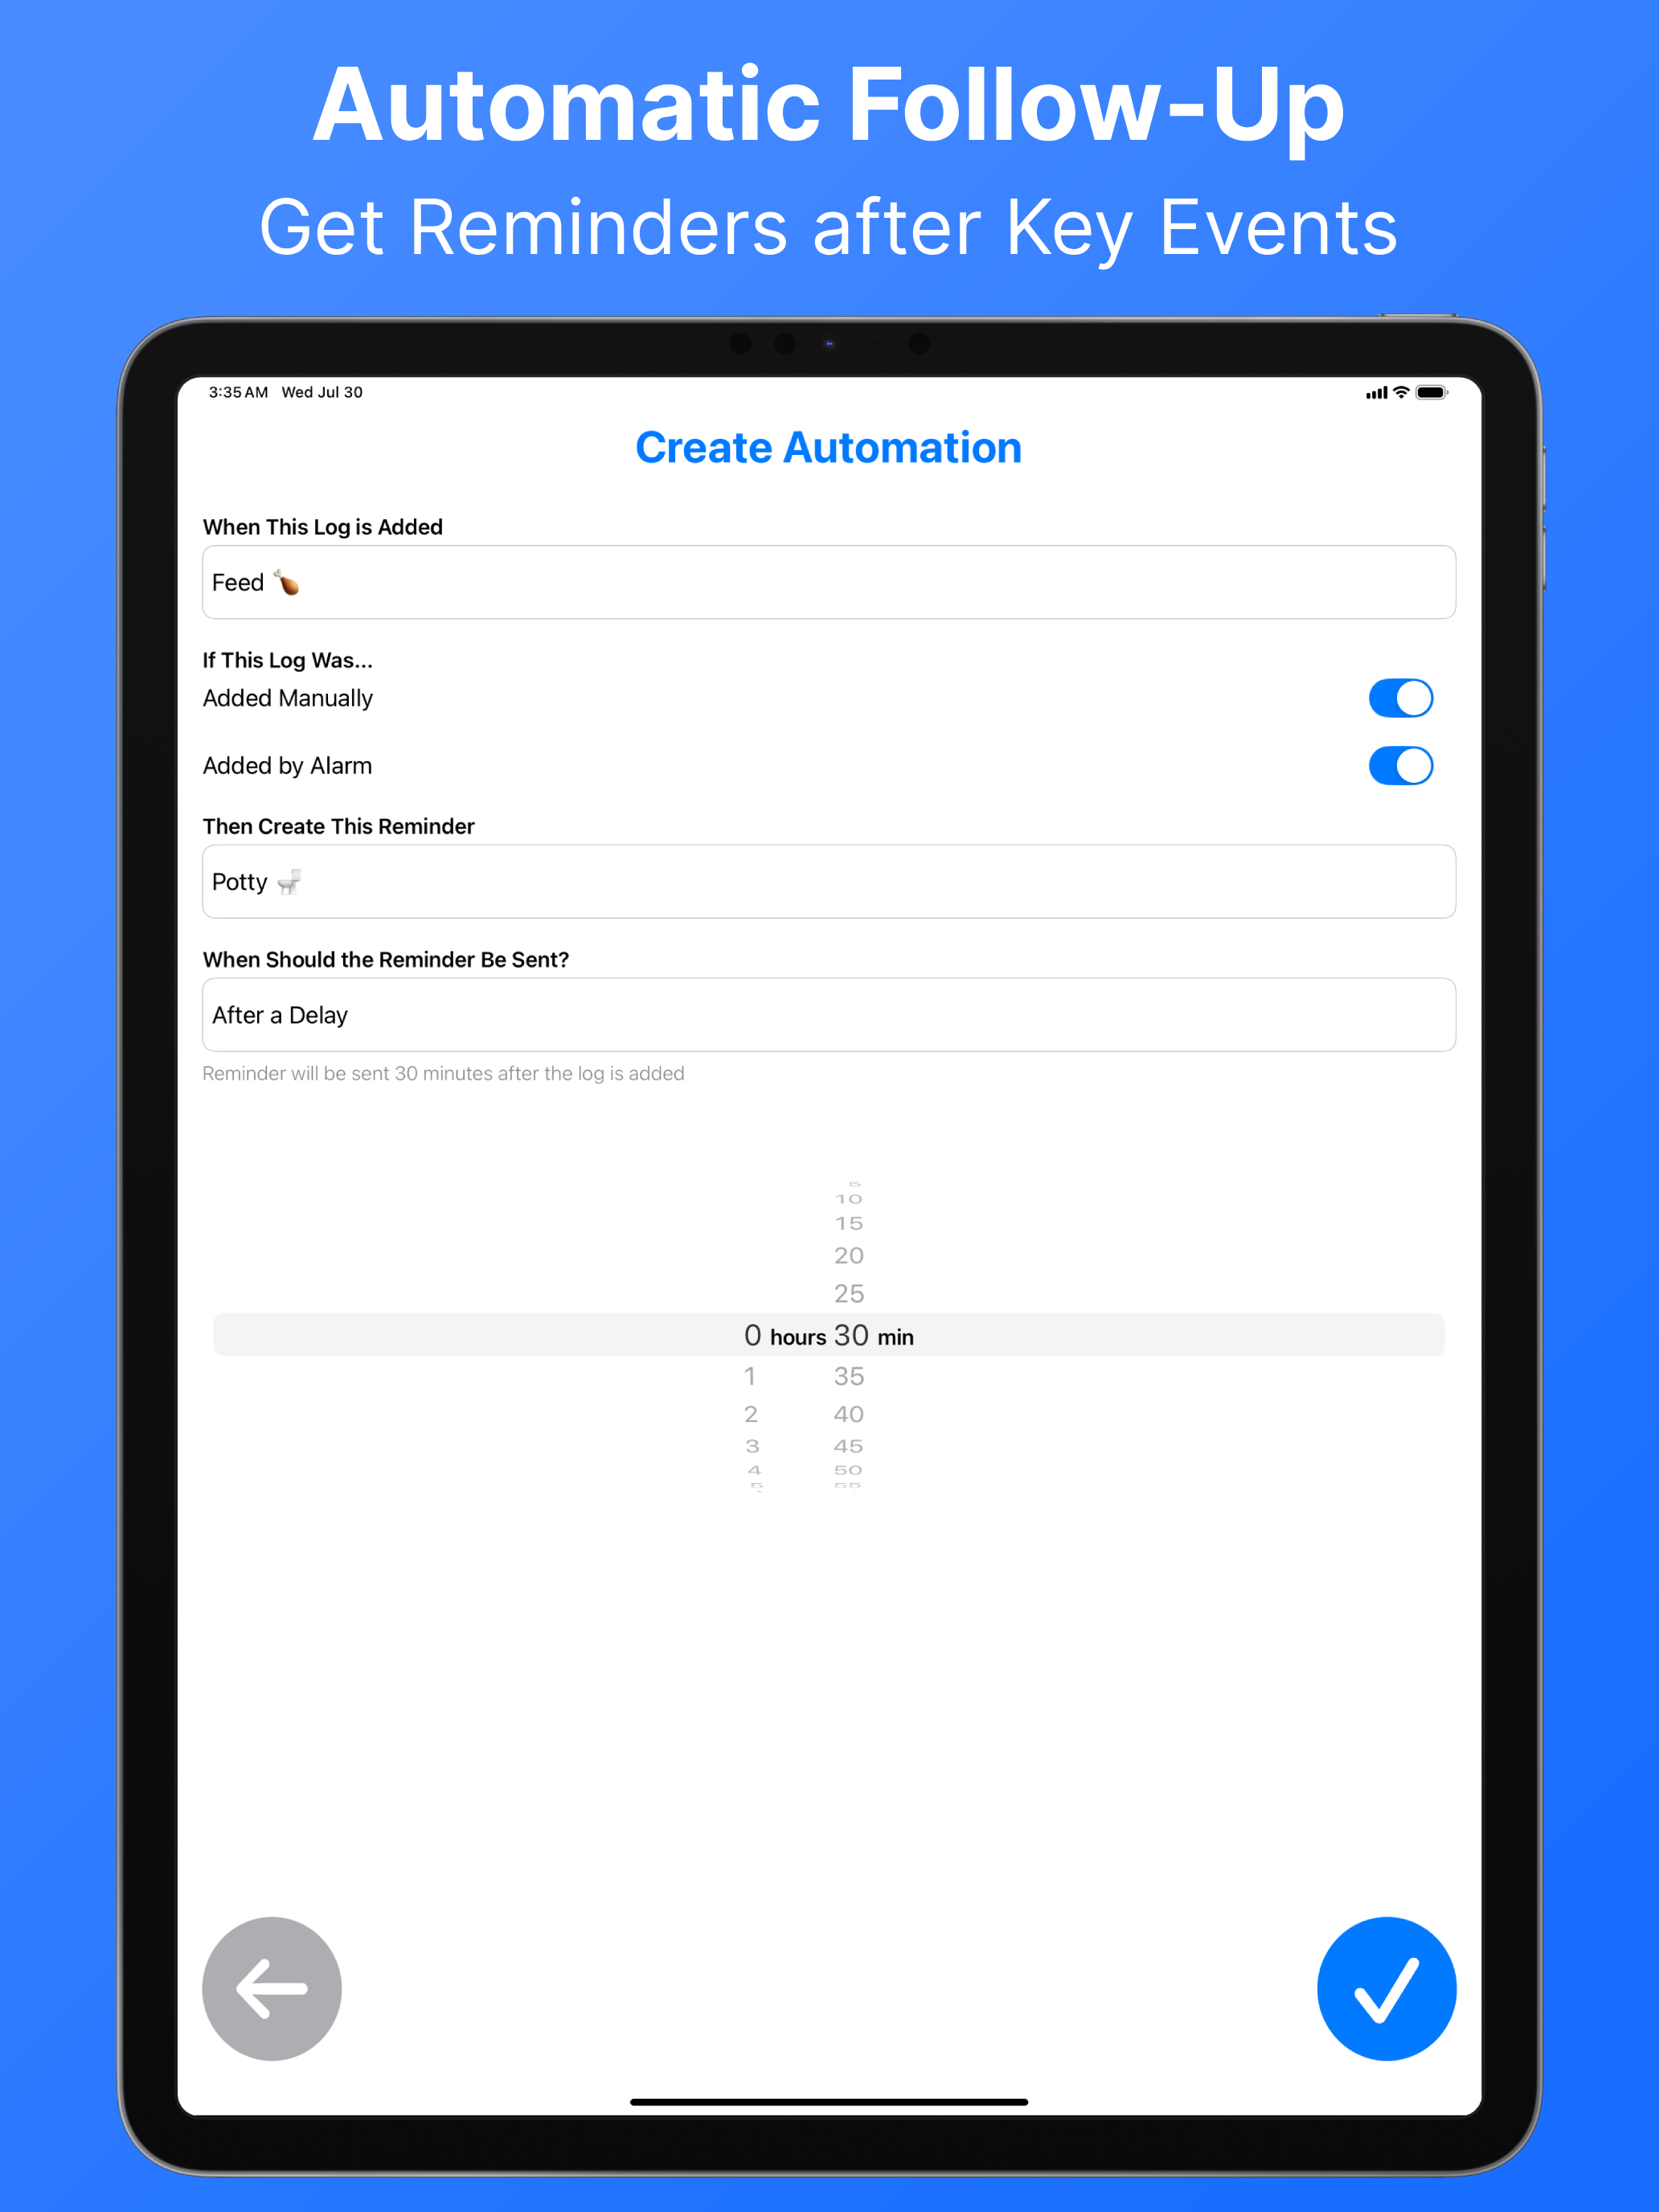 Automatic Follow-Up
Get Reminders after Key Events
3:35 AM Wed Jul 30
Create Automation
When This Log is Added
Feed 🍗
If This Log Was...
Added Manually
Added by Alarm
Then Create This Reminder
Potty 🚽
When Should the Reminder Be Sent?
After a Delay
Reminder will be sent 30 minutes after the log is added
5
10
15
20
25
0 hours 30 min
1 35
2 40
3 45
4 50
5 55